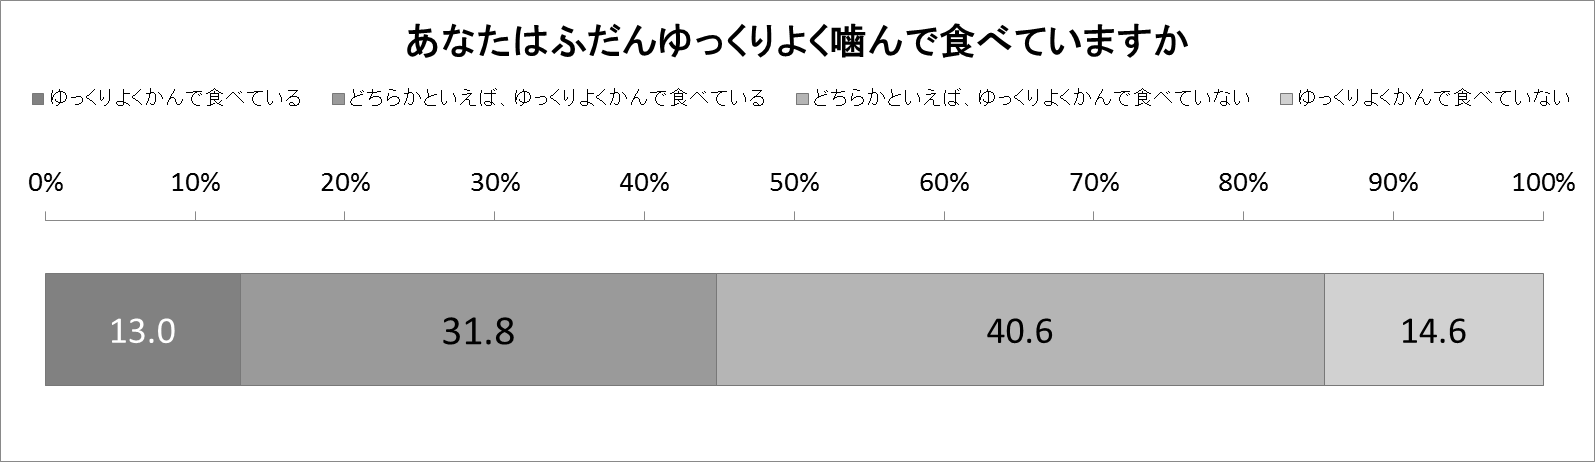 あなたはふだんゆっくりよく噛んで食べていますか
ゆっくりよくかんで食べている どちらかといえば、ゆっくりよくかんで食べている どちらかといえば、ゆっくりよくかんで食べていない ゆっくりよくかんで食べていない
0% 10% 20% 30% 40% 50% 60% 70% 80% 90% 100%
13.0 31.8 40.6 14.6